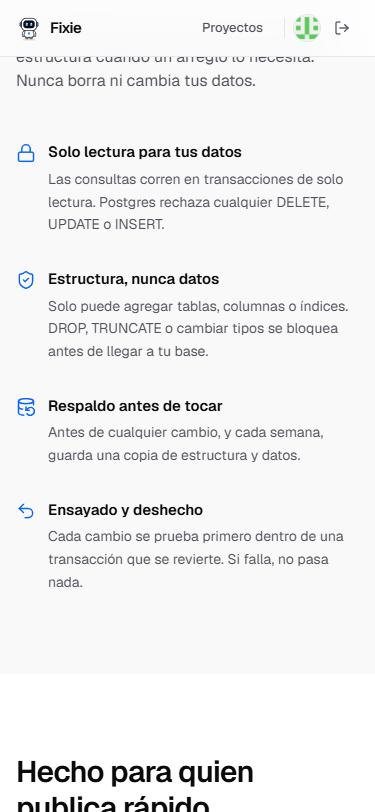 Fixie
Proyectos
estructura cuando un arreglo lo necesita.
Nunca borra ni cambia tus datos.
Solo lectura para tus datos
Las consultas corren en transacciones de solo
lectura. Postgres rechaza cualquier DELETE,
UPDATE o INSERT.
Estructura, nunca datos
Solo puede agregar tablas, columnas o índices.
DROP, TRUNCATE o cambiar tipos se bloquea
antes de llegar a tu base.
Respaldo antes de tocar
Antes de cualquier cambio, y cada semana,
guarda una copia de estructura y datos.
Ensayado y deshecho
Cada cambio se prueba primero dentro de una
transacción que se revierte. Si falla, no pasa
nada.
Hecho para quien
publica rápido